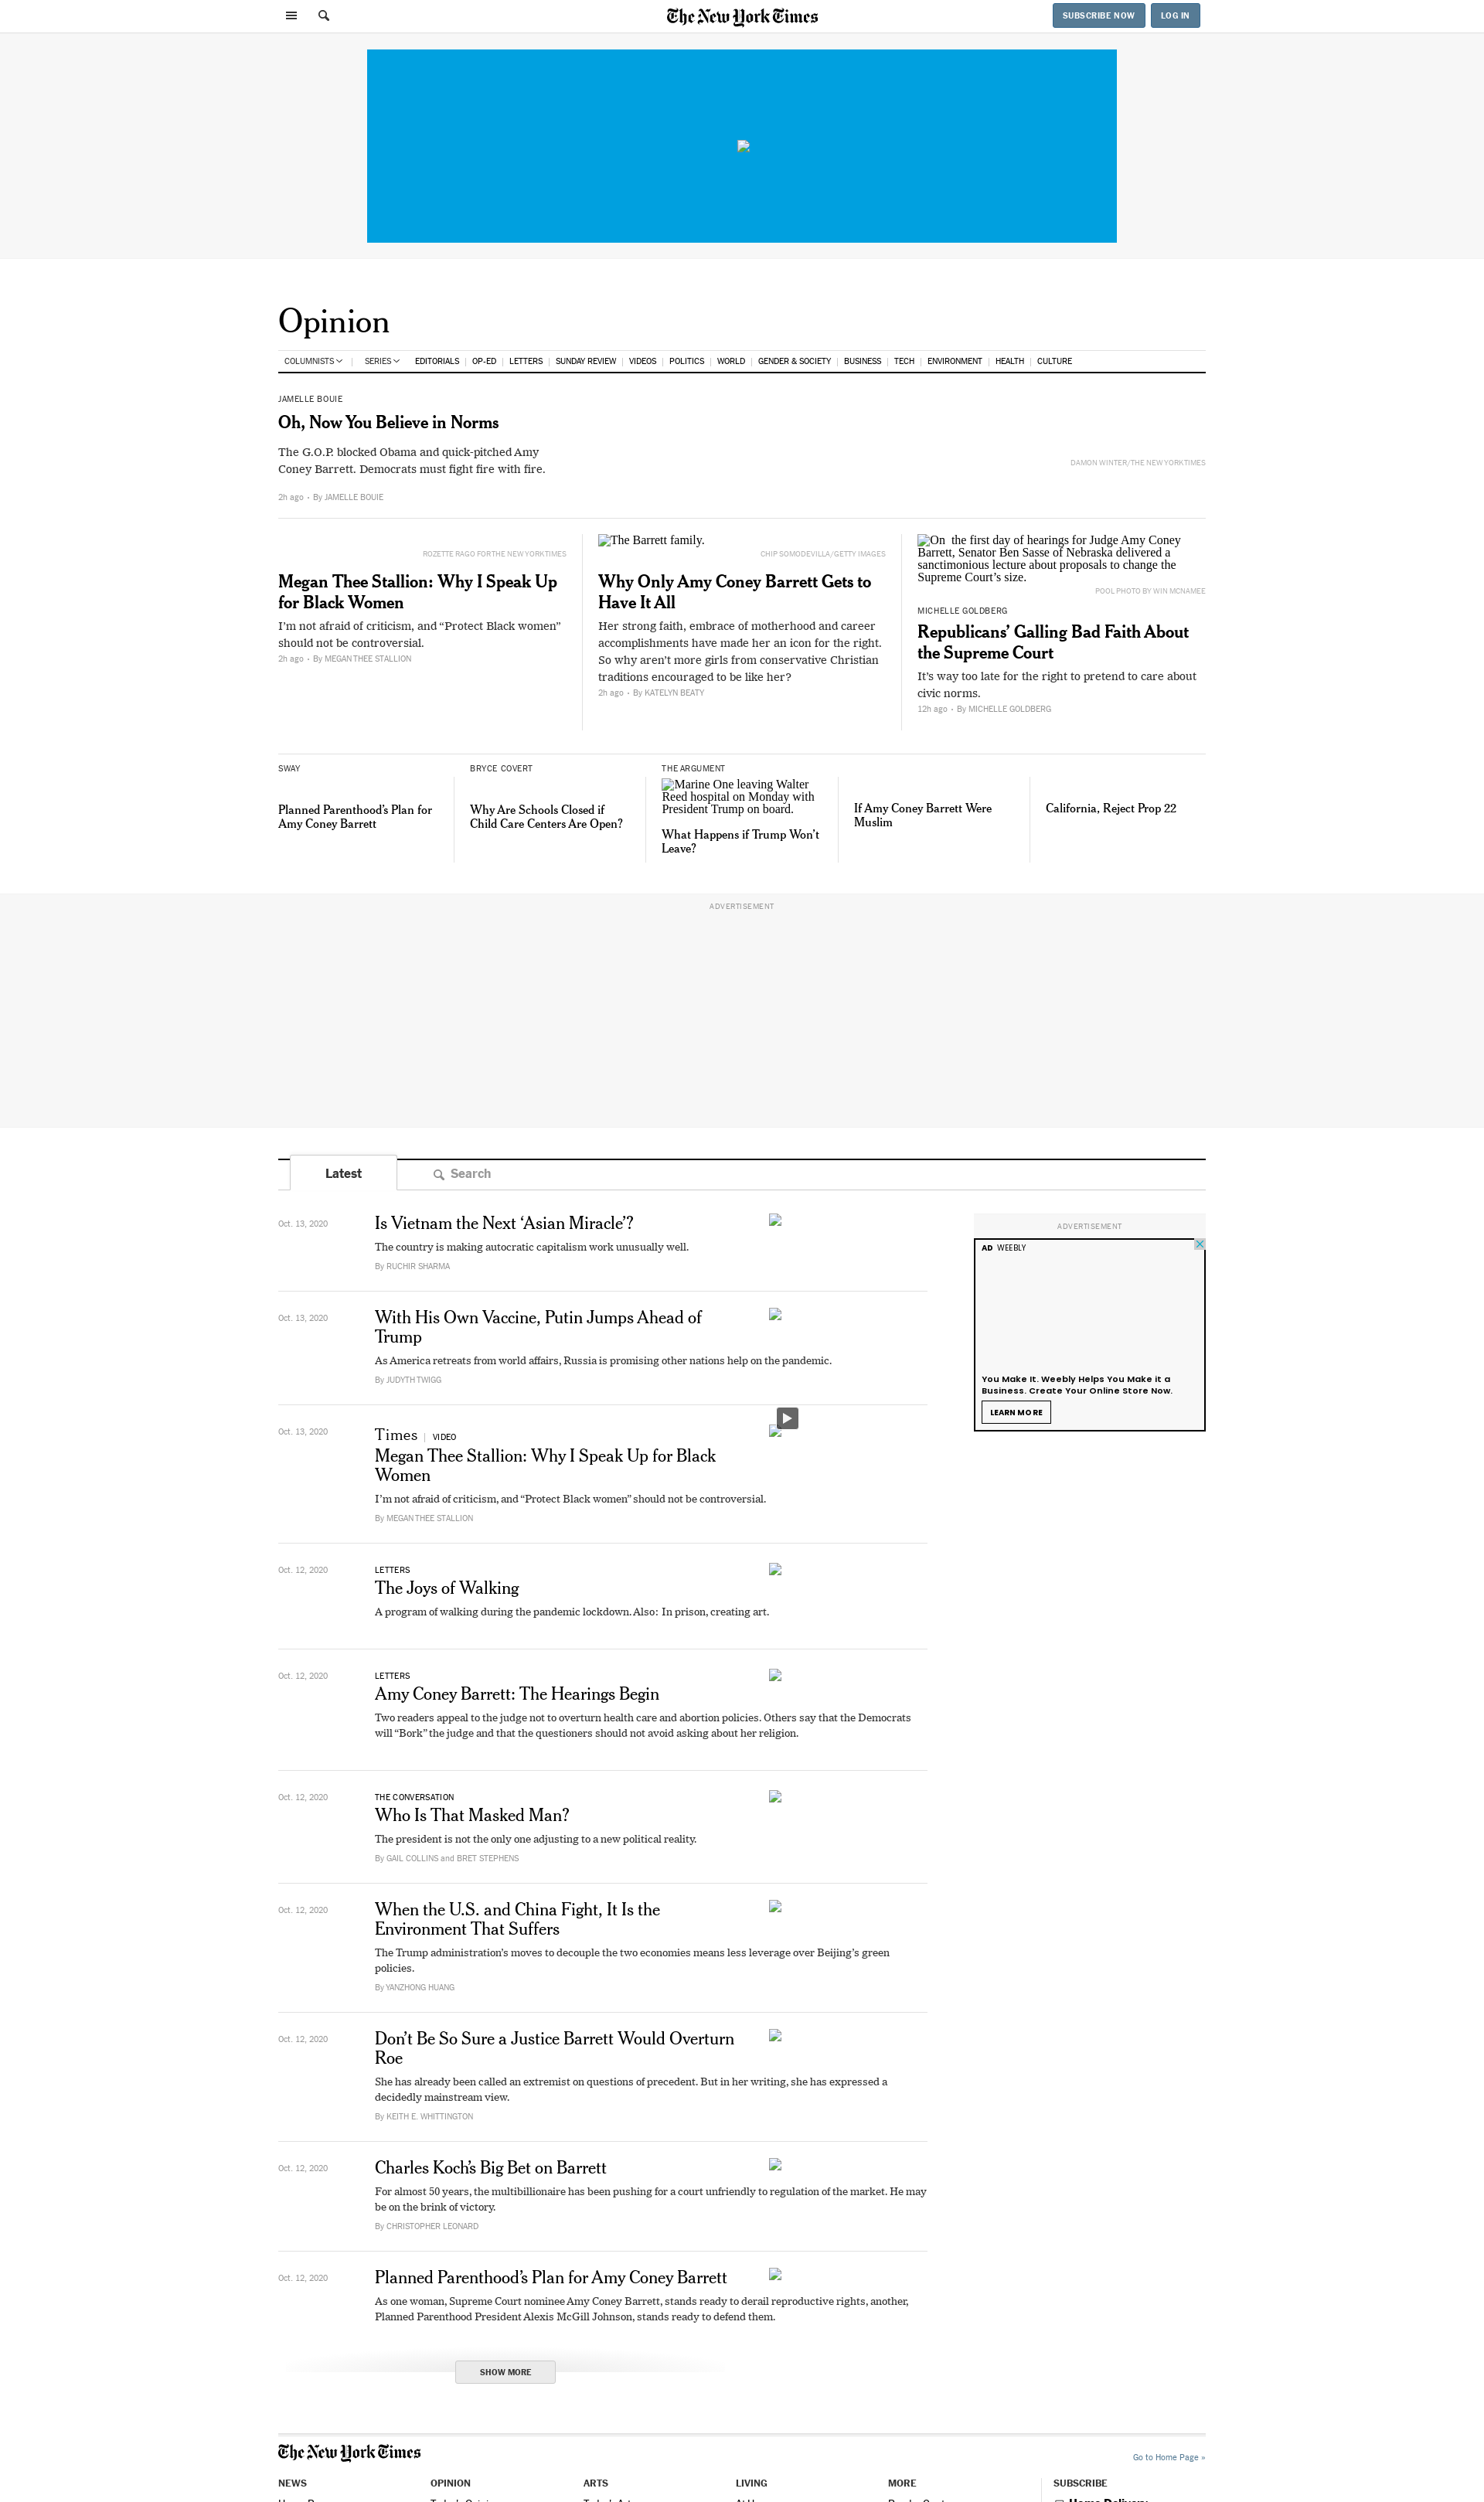 The New York Times
SUBSCRIBE NOW
LOG IN
Opinion
COLUMNISTS
SERIES
EDITORIALS
OP-ED
LETTERS
SUNDAY REVIEW
VIDEOS
POLITICS
WORLD
GENDER & SOCIETY
BUSINESS
TECH
ENVIRONMENT
HEALTH
CULTURE
JAMELLE BOUIE
Oh, Now You Believe in Norms
The G.O.P. blocked Obama and quick-pitched Amy
Coney Barrett. Democrats must fight fire with fire.
2h ago • By JAMELLE BOUIE
DAMON WINTER/THE NEW YORK TIMES
ROZETTE RAGO FOR THE NEW YORK TIMES
Megan Thee Stallion: Why I Speak Up
for Black Women
I’m not afraid of criticism, and “Protect Black women”
should not be controversial.
2h ago • By MEGAN THEE STALLION
The Barrett family.
CHIP SOMODEVILLA/GETTY IMAGES
Why Only Amy Coney Barrett Gets to
Have It All
Her strong faith, embrace of motherhood and career
accomplishments have made her an icon for the right.
So why aren’t more girls from conservative Christian
traditions encouraged to be like her?
2h ago • By KATELYN BEATY
On the first day of hearings for Judge Amy Coney
Barrett, Senator Ben Sasse of Nebraska delivered a
sanctimonious lecture about proposals to change the
Supreme Court’s size.
POOL PHOTO BY WIN MCNAMEE
MICHELLE GOLDBERG
Republicans’ Galling Bad Faith About
the Supreme Court
It’s way too late for the right to pretend to care about
civic norms.
12h ago • By MICHELLE GOLDBERG
SWAY
Planned Parenthood’s Plan for
Amy Coney Barrett
BRYCE COVERT
Why Are Schools Closed if
Child Care Centers Are Open?
THE ARGUMENT
Marine One leaving Walter
Reed hospital on Monday with
President Trump on board.
What Happens if Trump Won’t
Leave?
If Amy Coney Barrett Were
Muslim
California, Reject Prop 22
ADVERTISEMENT
Latest
Search
Oct. 13, 2020
Is Vietnam the Next ‘Asian Miracle’?
The country is making autocratic capitalism work unusually well.
By RUCHIR SHARMA
Oct. 13, 2020
With His Own Vaccine, Putin Jumps Ahead of
Trump
As America retreats from world affairs, Russia is promising other nations help on the pandemic.
By JUDYTH TWIGG
Oct. 13, 2020
Times | VIDEO
Megan Thee Stallion: Why I Speak Up for Black
Women
I’m not afraid of criticism, and “Protect Black women” should not be controversial.
By MEGAN THEE STALLION
Oct. 12, 2020
LETTERS
The Joys of Walking
A program of walking during the pandemic lockdown. Also: In prison, creating art.
Oct. 12, 2020
LETTERS
Amy Coney Barrett: The Hearings Begin
Two readers appeal to the judge not to overturn health care and abortion policies. Others say that the Democrats
will “Bork” the judge and that the questioners should not avoid asking about her religion.
Oct. 12, 2020
THE CONVERSATION
Who Is That Masked Man?
The president is not the only one adjusting to a new political reality.
By GAIL COLLINS and BRET STEPHENS
Oct. 12, 2020
When the U.S. and China Fight, It Is the
Environment That Suffers
The Trump administration’s moves to decouple the two economies means less leverage over Beijing’s green
policies.
By YANZHONG HUANG
Oct. 12, 2020
Don’t Be So Sure a Justice Barrett Would Overturn
Roe
She has already been called an extremist on questions of precedent. But in her writing, she has expressed a
decidedly mainstream view.
By KEITH E. WHITTINGTON
Oct. 12, 2020
Charles Koch’s Big Bet on Barrett
For almost 50 years, the multibillionaire has been pushing for a court unfriendly to regulation of the market. He may
be on the brink of victory.
By CHRISTOPHER LEONARD
Oct. 12, 2020
Planned Parenthood’s Plan for Amy Coney Barrett
As one woman, Supreme Court nominee Amy Coney Barrett, stands ready to derail reproductive rights, another,
Planned Parenthood President Alexis McGill Johnson, stands ready to defend them.
SHOW MORE
ADVERTISEMENT
AD WEEBLY
You Make It. Weebly Helps You Make it a
Business. Create Your Online Store Now.
LEARN MORE
The New York Times
Go to Home Page »
NEWS
OPINION
ARTS
LIVING
MORE
SUBSCRIBE